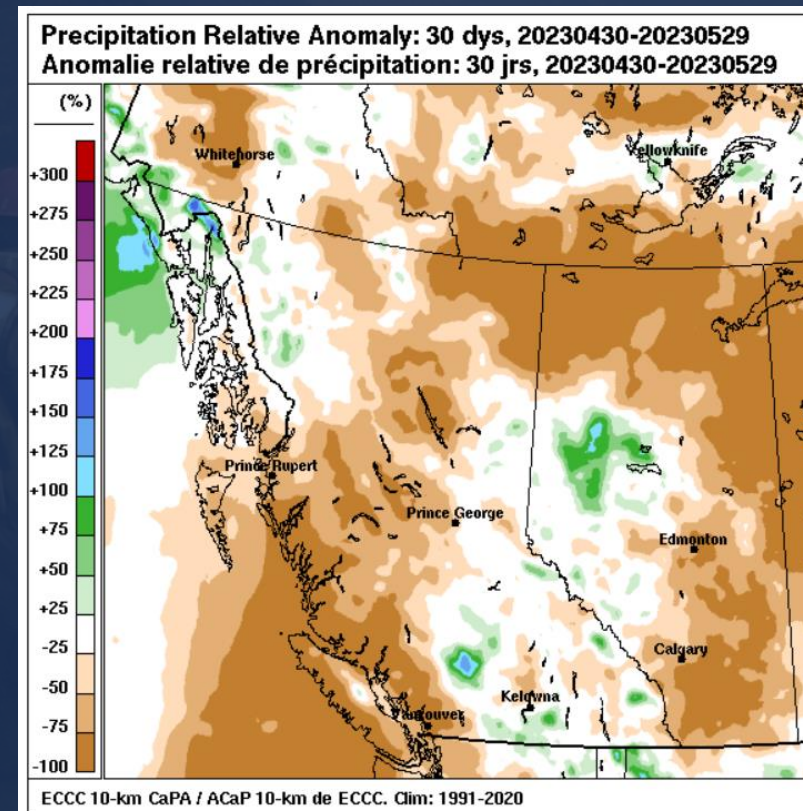 Precipitation Relative Anomaly: 30 dys, 20230430-20230529
Anomalie relative de précipitation: 30 jrs, 20230430-20230529
(%)
+300
+275
+250
+225
+200
+175
+150
+125
+100
+75
+50
+25
-25
-50
-75
-100
Whitehorse
Yellowknife
Prince Rupert
Prince George
Edmonton
Calgary
Kelowna
Vancouver
ECCC 10-km CaPA / ACaP 10-km de ECCC. Clim: 1991-2020